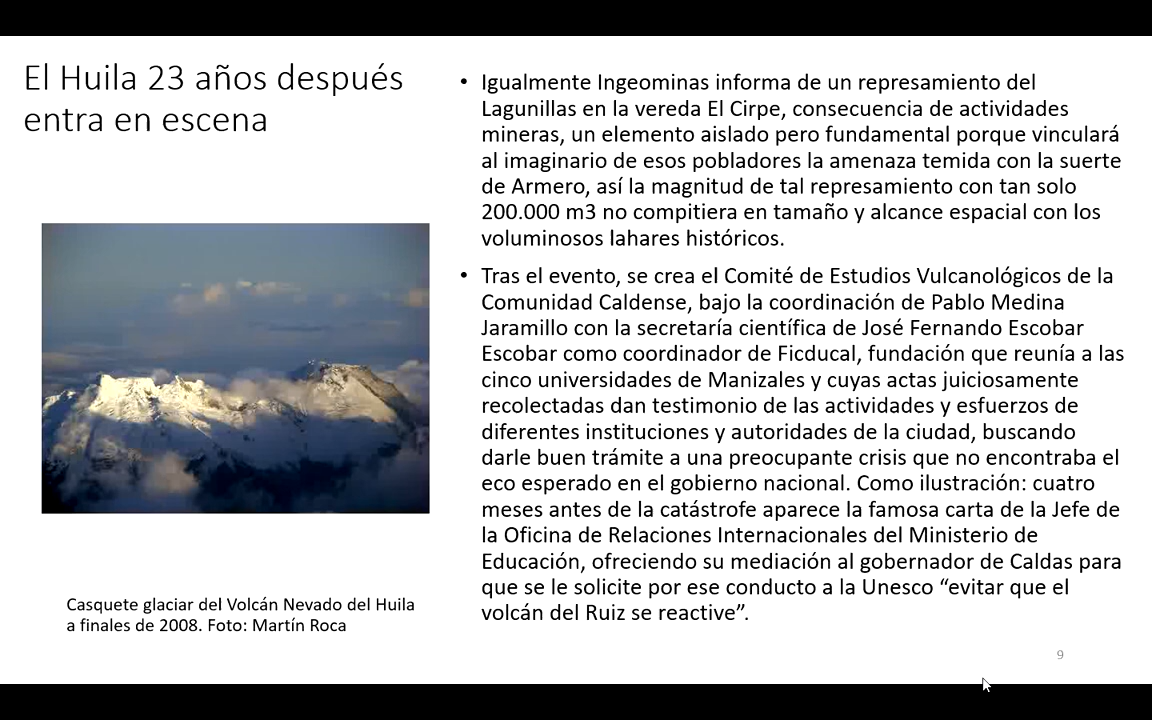 El Huila 23 años después
entra en escena
• Igualmente Ingeominas informa de un represamiento del
Lagunillas en la vereda El Cirpe, consecuencia de actividades
mineras, un elemento aislado pero fundamental porque vinculará
al imaginario de esos pobladores la amenaza temida con la suerte
de Armero, así la magnitud de tal represamiento con tan solo
200.000 m3 no compitiera en tamaño y alcance espacial con los
voluminosos lahares históricos.
• Tras el evento, se crea el Comité de Estudios Vulcanológicos de la
Comunidad Caldense, bajo la coordinación de Pablo Medina
Jaramillo con la secretaría científica de José Fernando Escobar
Escobar como coordinador de Ficducal, fundación que reunía a las
cinco universidades de Manizales y cuyas actas juiciosamente
recolectadas dan testimonio de las actividades y esfuerzos de
diferentes instituciones y autoridades de la ciudad, buscando
darle buen trámite a una preocupante crisis que no encontraba el
eco esperado en el gobierno nacional. Como ilustración: cuatro
meses antes de la catástrofe aparece la famosa carta de la Jefe de
la Oficina de Relaciones Internacionales del Ministerio de
Educación, ofreciendo su mediación al gobernador de Caldas para
que se le solicite por ese conducto a la Unesco “evitar que el
volcán del Ruiz se reactive”.
Casquete glaciar del Volcán Nevado del Huila
a finales de 2008. Foto: Martín Roca
9